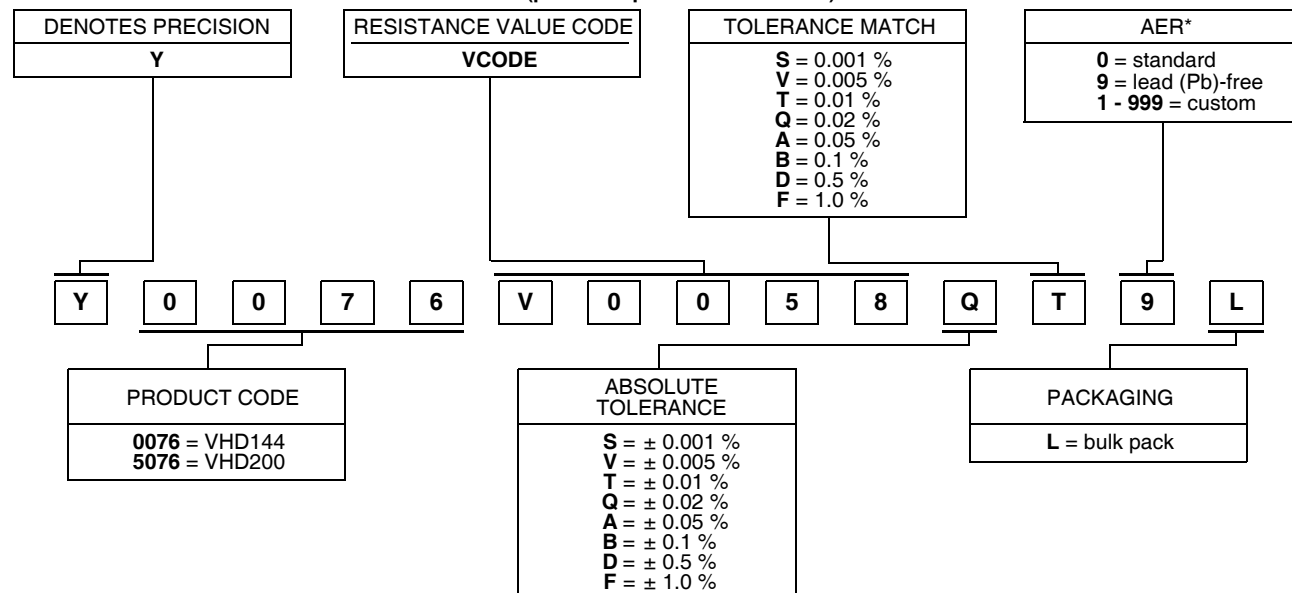 DENOTES PRECISION
Y
RESISTANCE VALUE CODE
VCODE
TOLERANCE MATCH
S = 0.001 %
V = 0.005 %
T = 0.01 %
Q = 0.02 %
A = 0.05 %
B = 0.1 %
D = 0.5 %
F = 1.0 %
AER*
0 = standard
9 = lead (Pb)-free
1 - 999 = custom
Y 0 0 7 6 V 0 0 5 8 Q T 9 L
PRODUCT CODE
0076 = VHD144
5076 = VHD200
ABSOLUTE
TOLERANCE
S = ± 0.001 %
V = ± 0.005 %
T = ± 0.01 %
Q = ± 0.02 %
A = ± 0.05 %
B = ± 0.1 %
D = ± 0.5 %
F = ± 1.0 %
PACKAGING
L = bulk pack